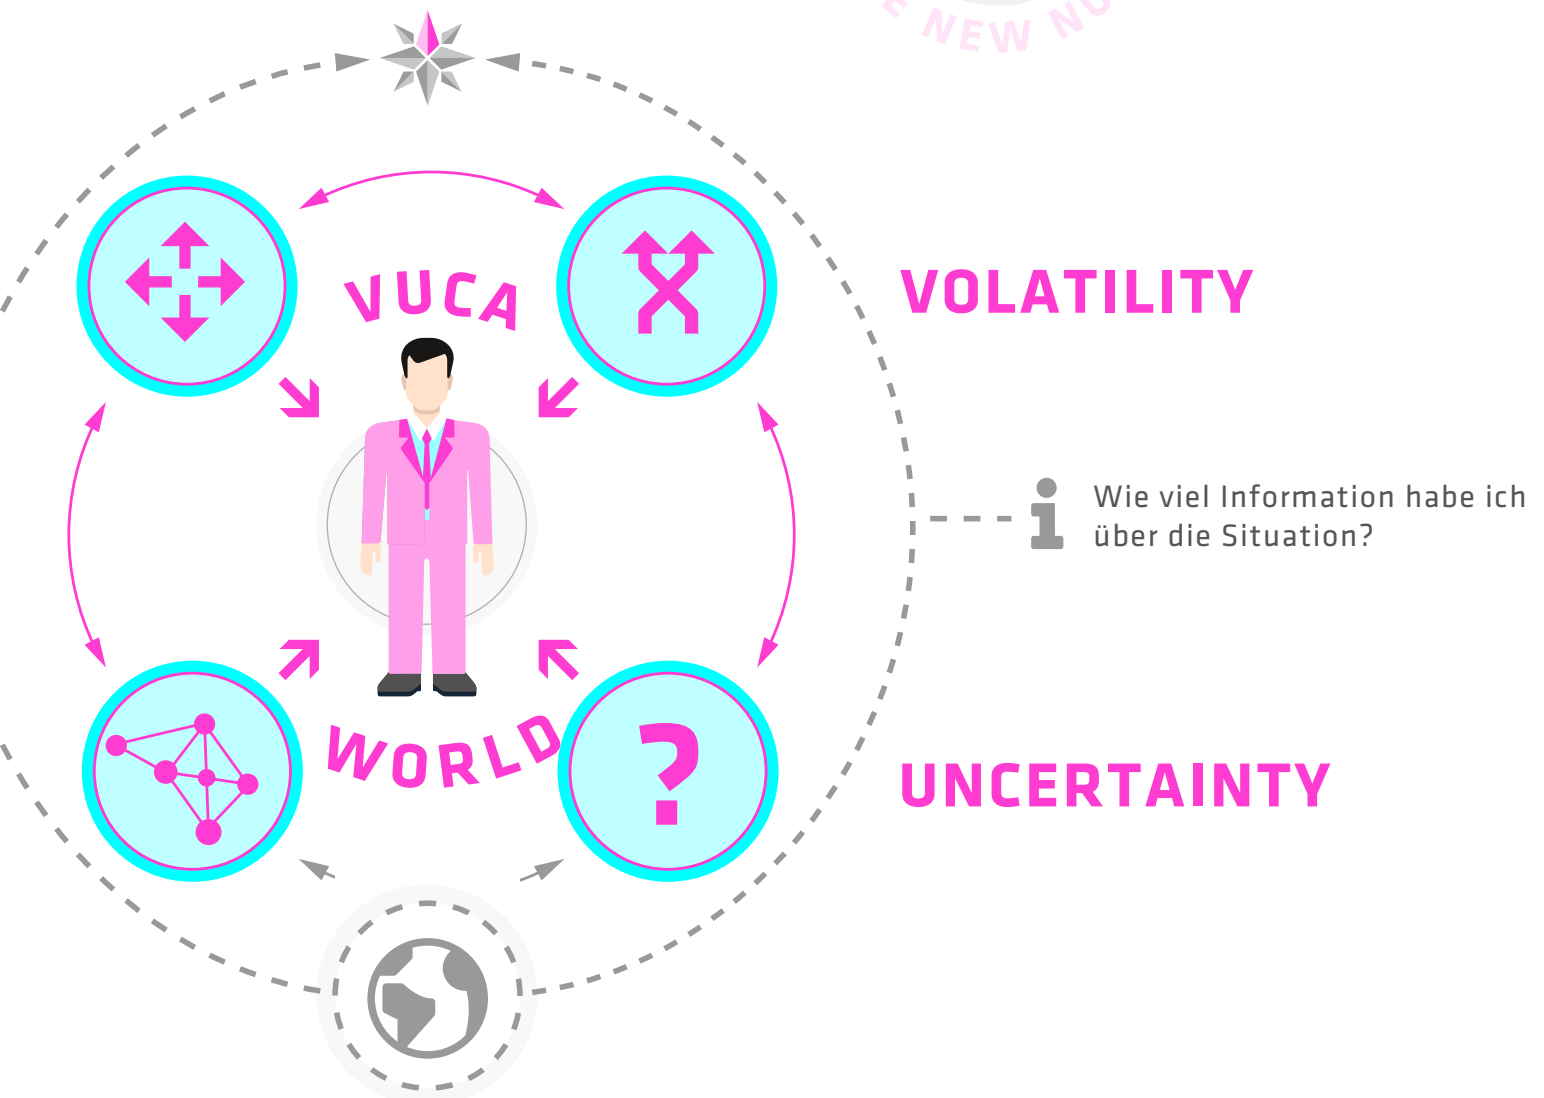 NEW
VUCA
VOLATILITY
Wie viel Information habe ich
über die Situation?
WORLD
UNCERTAINTY